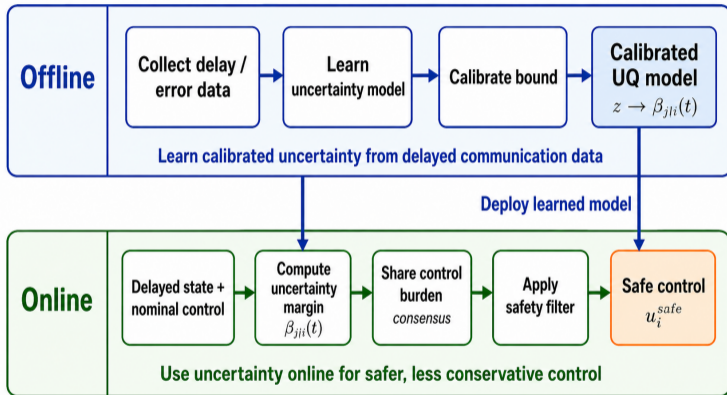 Offline
Collect delay /
error data
Learn
uncertainty model
Calibrate bound
Calibrated
UQ model
z → β_{j|i}(t)
Learn calibrated uncertainty from delayed communication data
Deploy learned model
Online
Delayed state +
nominal control
Compute
uncertainty
margin
β_{j|i}(t)
Share control
burden
consensus
Apply
safety filter
Safe control
u_i^{safe}
Use uncertainty online for safer, less conservative control